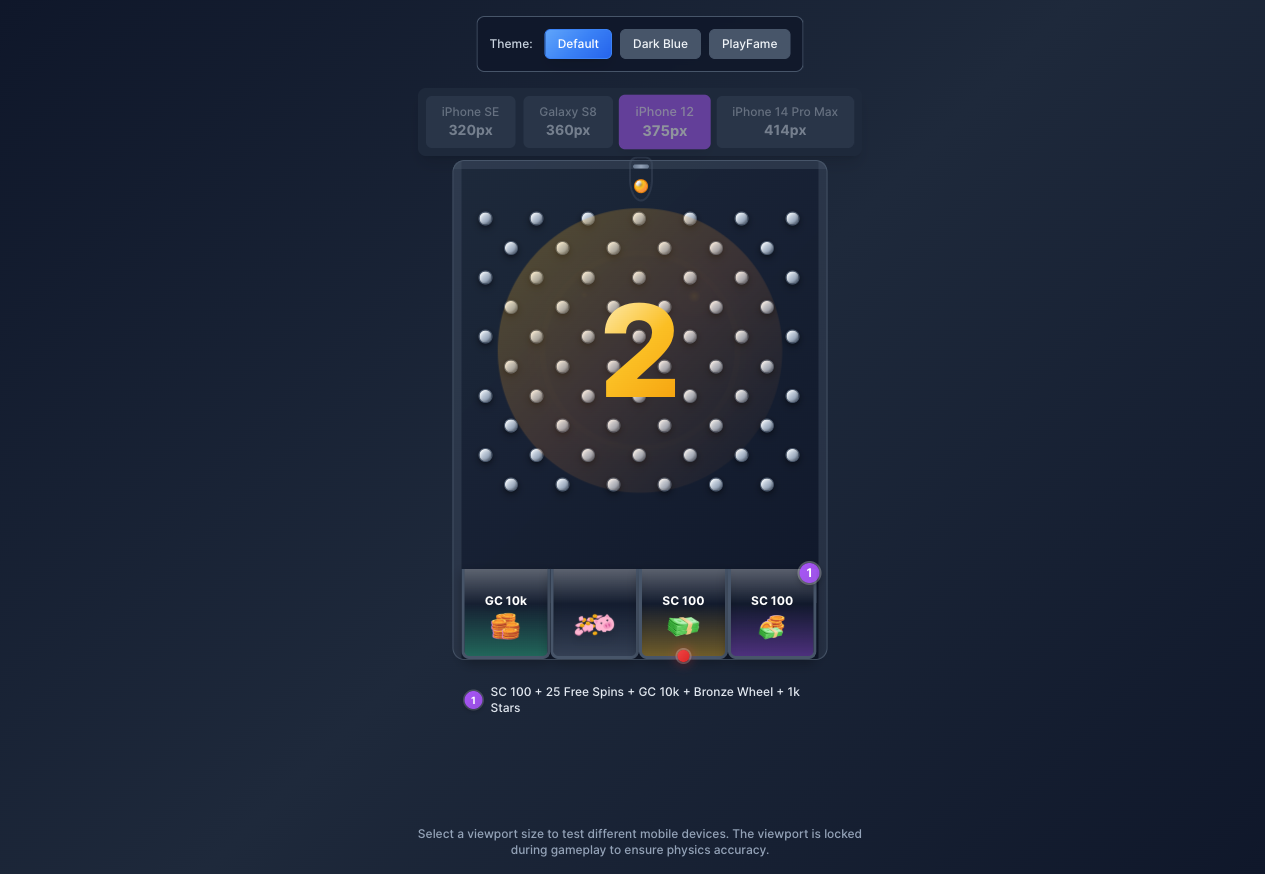 Theme:
Default
Dark Blue
PlayFame
iPhone SE
320px
Galaxy S8
360px
iPhone 12
375px
iPhone 14 Pro Max
414px
2
1
GC 10k
SC 100
SC 100
1
SC 100 + 25 Free Spins + GC 10k + Bronze Wheel + 1k
Stars
Select a viewport size to test different mobile devices. The viewport is locked
during gameplay to ensure physics accuracy.